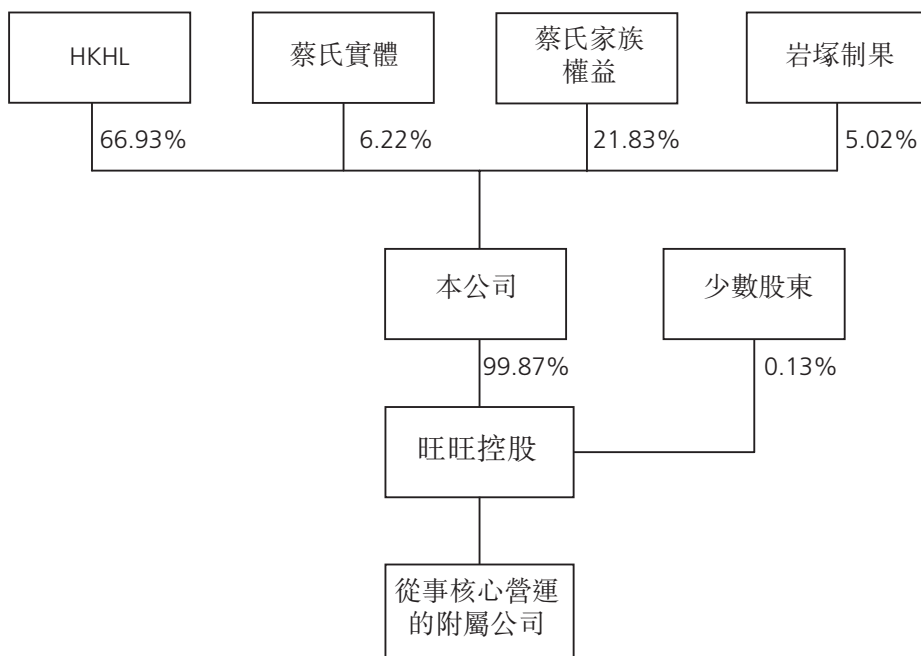 HKHL
蔡氏實體
蔡氏家族
權益
岩塚制果
66.93%
6.22%
21.83%
5.02%
本公司
少數股東
99.87%
0.13%
旺旺控股
從事核心營運
的附屬公司